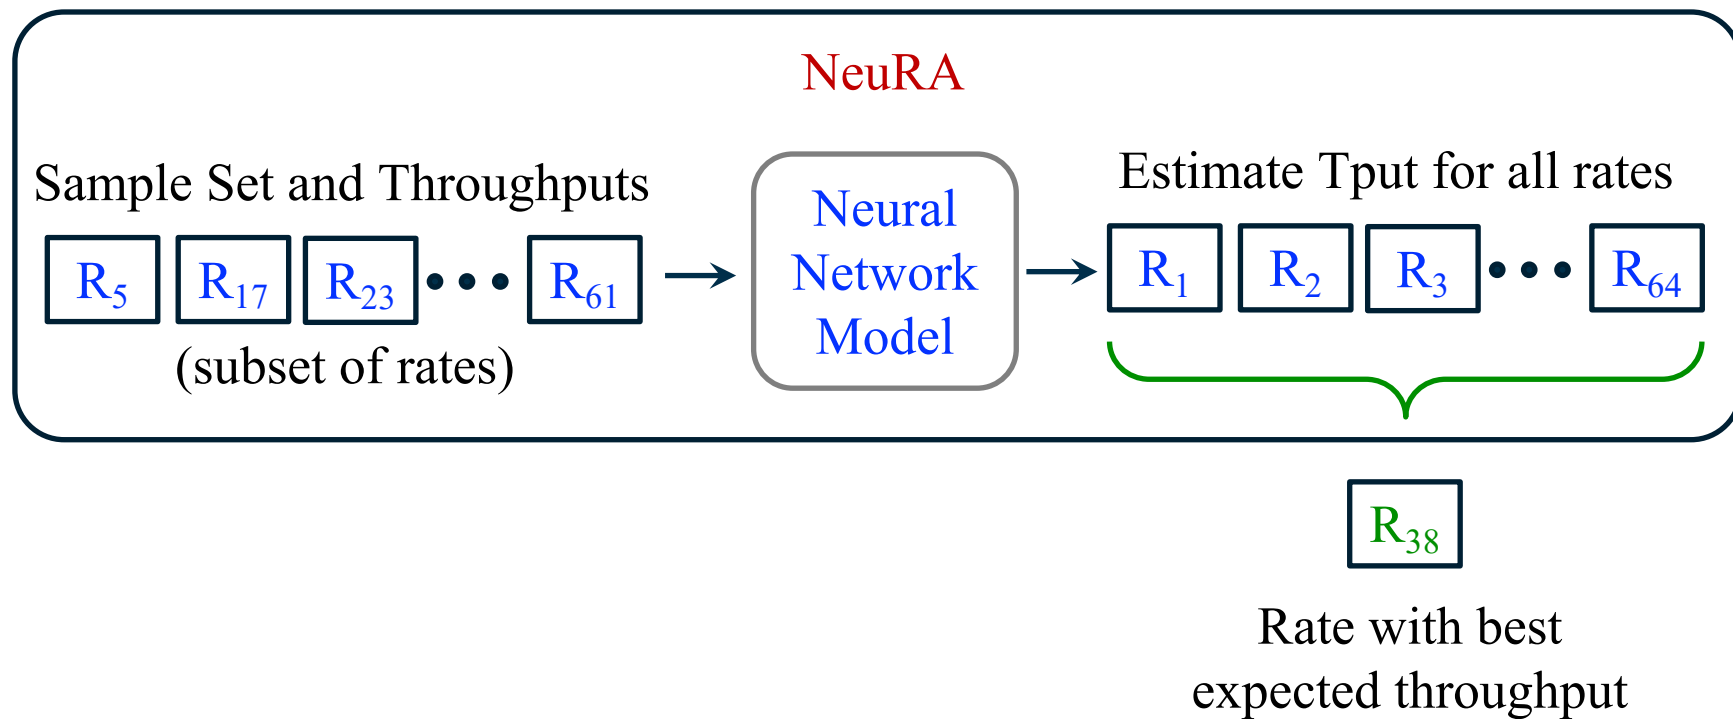 NeuRA
Sample Set and Throughputs
R5 R17 R23 ••• R61
(subset of rates)
Neural
Network
Model
Estimate Tput for all rates
R1 R2 R3 ••• R64
R38
Rate with best
expected throughput